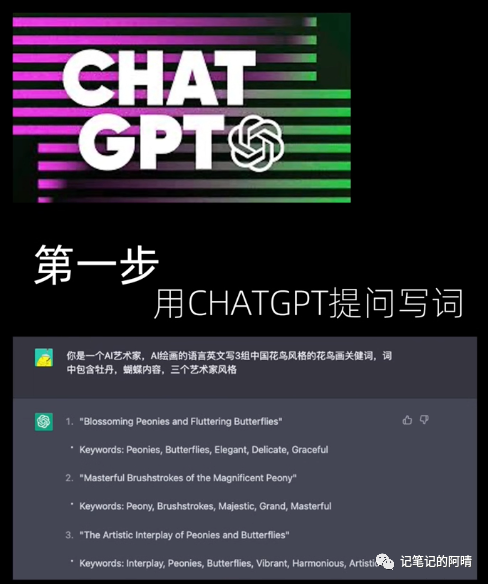 CHAT
GPT
第一步
用CHATGPT提问写词
你是一个AI艺术家，AI绘画的语言英文写3组中国花鸟风格的花鸟画关健词，词
中包含牡丹，蝴蝶内容，三个艺术家风格
1. "Blossoming Peonies and Fluttering Butterflies"
• Keywords: Peonies, Butterflies, Elegant, Delicate, Graceful
2. "Masterful Brushstrokes of the Magnificent Peony"
• Keywords: Peony, Brushstrokes, Majestic, Grand, Masterful
3. "The Artistic Interplay of Peonies and Butterflies"
• Keywords: Interplay, Peonies, Butterflies, Vibrant, Harmonious, Artistic
记笔记的阿晴